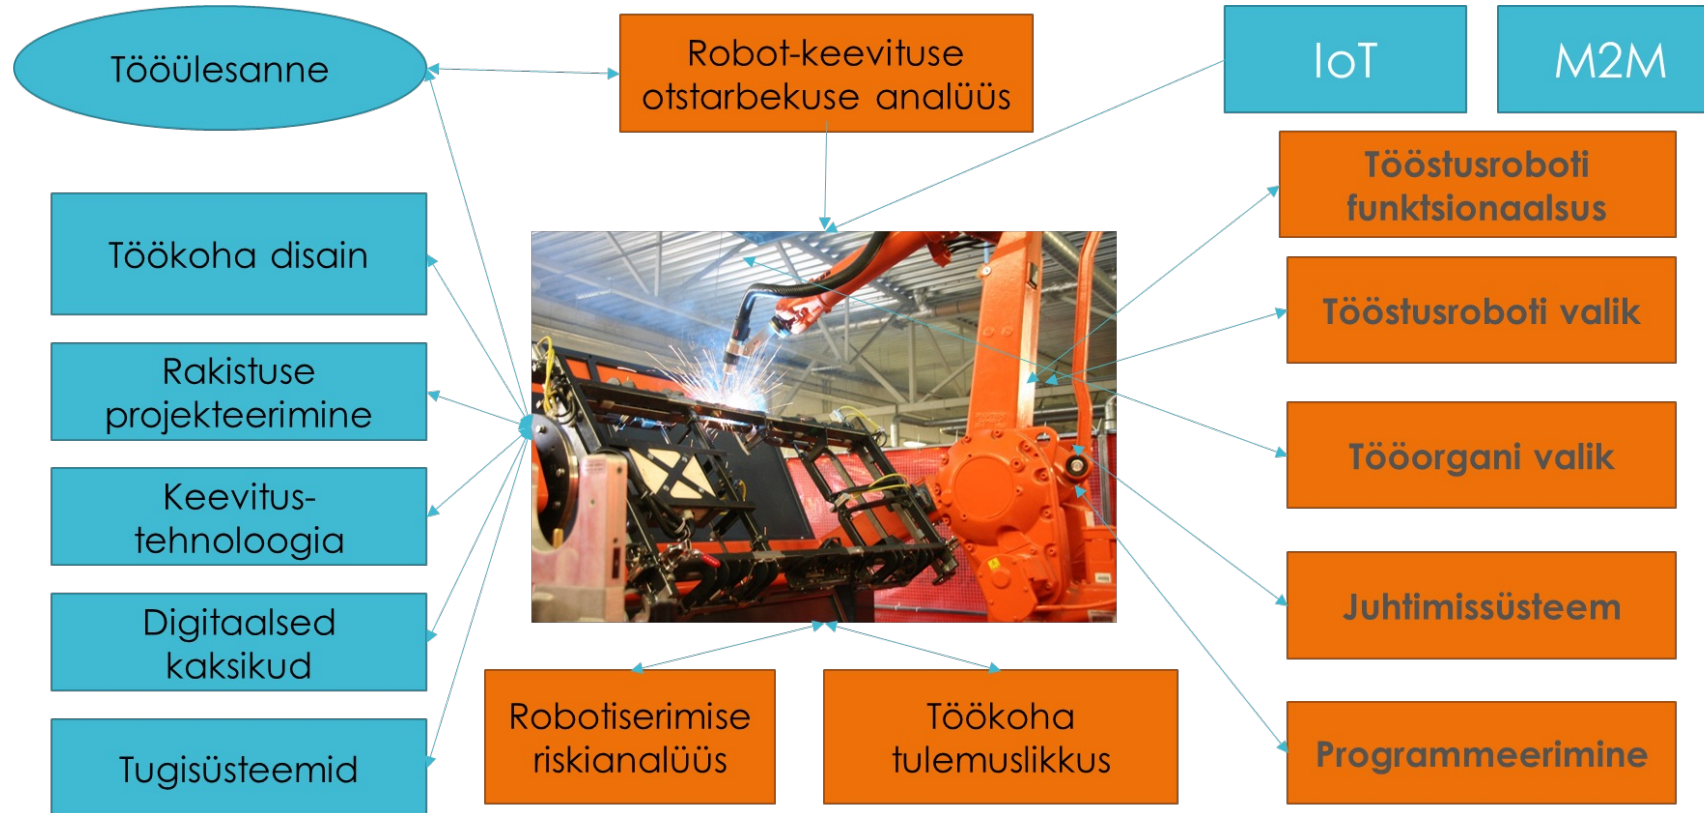 Tööülesanne
Robot-keevituse
otstarbekuse analüüs
IoT
M2M
Töökoha disain
Rakistuse
projekteerimine
Keevitus-
tehnoloogia
Digitaalsed
kaksikud
Tugisüsteemid
Robotiserimise
riskianalüüs
Töökoha
tulemuslikkus
Tööstusroboti
funktsionaalsus
Tööstusroboti valik
Tööorgani valik
Juhtimissüsteem
Programmeerimine